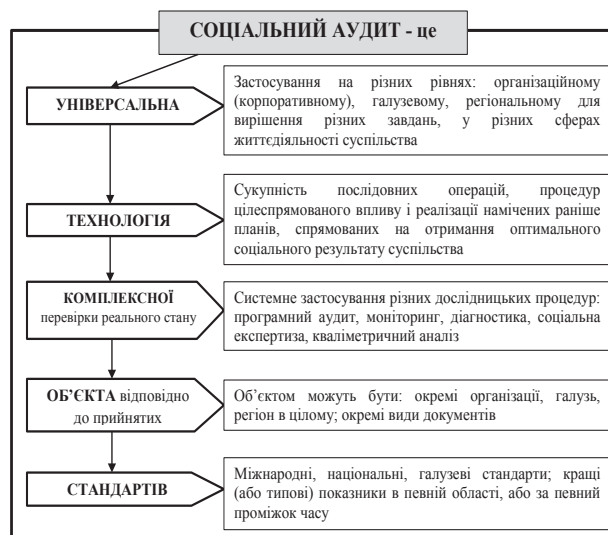 СОЦІАЛЬНИЙ АУДИТ - це
УНІВЕРСАЛЬНА
Застосування на різних рівнях: організаційному
(корпоративному), галузевому, регіональному для
вирішення різних завдань, у різних сферах
життєдіяльності суспільства
ТЕХНОЛОГІЯ
Сукупність послідовних операцій, процедур
цілеспрямованого впливу і реалізації намічених раніше
планів, спрямованих на отримання оптимального
соціального результату суспільства
КОМПЛЕКСНОЇ
перевірки реального стану
Системне застосування різних дослідницьких процедур:
програмний аудит, моніторинг, діагностика, соціальна
експертиза, кваліметричний аналіз
ОБ’ЄКТА відповідно
до прийнятих
Об’єктом можуть бути: окремі організації, галузь,
регіон в цілому; окремі види документів
СТАНДАРТІВ
Міжнародні, національні, галузеві стандарти; кращі
(або типові) показники в певній області, або за певний
проміжок часу